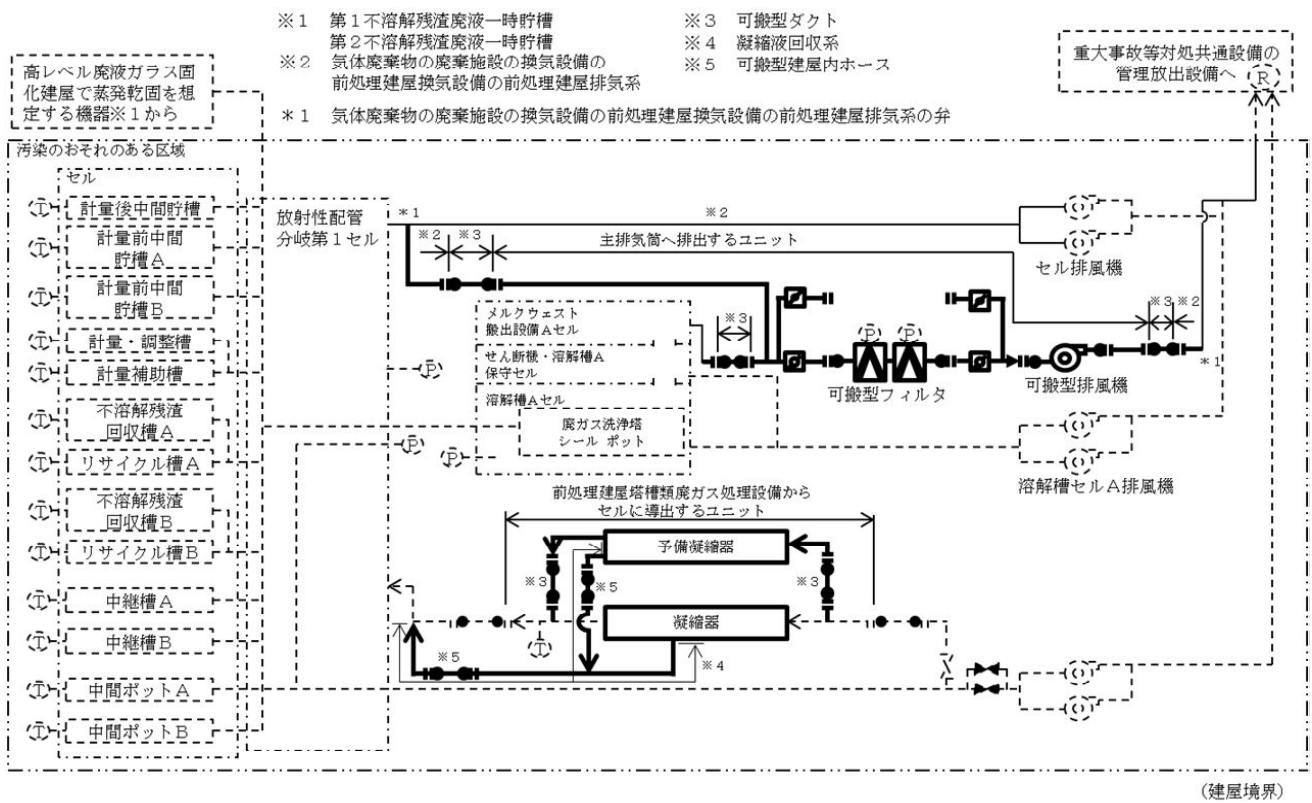 ※1　第1不溶解残渣廃液一時貯槽
第2不溶解残渣廃液一時貯槽
※2　気体廃棄物の廃棄施設の換気設備の
前処理建屋換気設備の前処理建屋排気系
※3　可搬型ダクト
※4　凝縮液回収系
※5　可搬型建屋内ホース
＊1　気体廃棄物の廃棄施設の換気設備の前処理建屋換気設備の前処理建屋排気系の弁
高レベル廃液ガラス固
化建屋で蒸発乾固を想
定する機器※1から
重大事故等対処共通設備の
管理放出設備へ
R
汚染のおそれのある区域
セル
T
計量後中間貯槽
T
計量前中間
貯槽A
T
計量前中間
貯槽B
T
計量・調整槽
T
計量補助槽
T
不溶解残渣
回収槽A
T
リサイクル槽A
T
不溶解残渣
回収槽B
T
リサイクル槽B
T
中継槽A
T
中継槽B
T
中間ポットA
T
中間ポットB
放射性配管
分岐第1セル
＊1
※2
※2
※3
主排気筒へ排出するユニット
セル排風機
メルクウェスト
搬出設備Aセル
せん断機・溶解槽A
保守セル
溶解槽Aセル
廃ガス洗浄塔
シール ポット
※3
P
P
可搬型フィルタ
可搬型排風機
※3
※2
＊1
P
P
P
溶解槽セルA排風機
前処理建屋塔槽類廃ガス処理設備から
セルに導出するユニット
予備凝縮器
※3
※5
※3
凝縮器
T
※5
※4
(建屋境界)